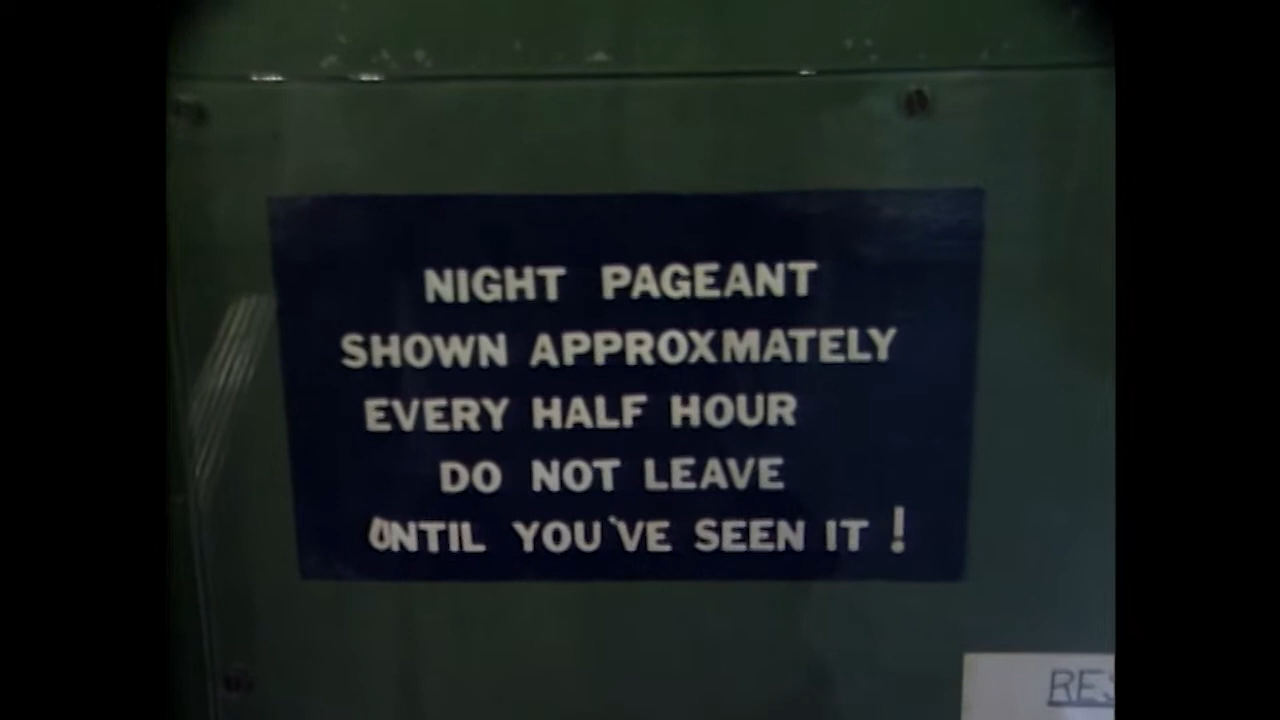 NIGHT PAGEANT
SHOWN APPROXMATELY
EVERY HALF HOUR
DO NOT LEAVE
UNTIL YOU'VE SEEN IT !